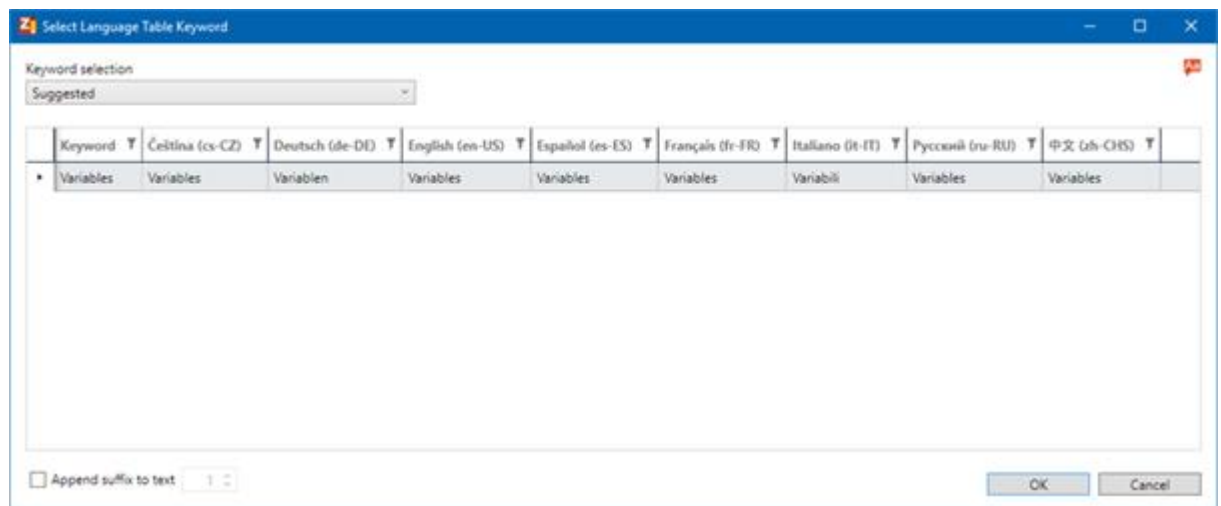 Select Language Table Keyword
Keyword selection
Suggested
Keyword Čeština (cs-CZ) Deutsch (de-DE) English (en-US) Español (es-ES) Français (fr-FR) Italiano (it-IT) Русский (ru-RU) 中文 (zh-CHS)
Variables Variables Variablen Variables Variables Variables Variabili Variables Variables
Append suffix to text 1
OK Cancel